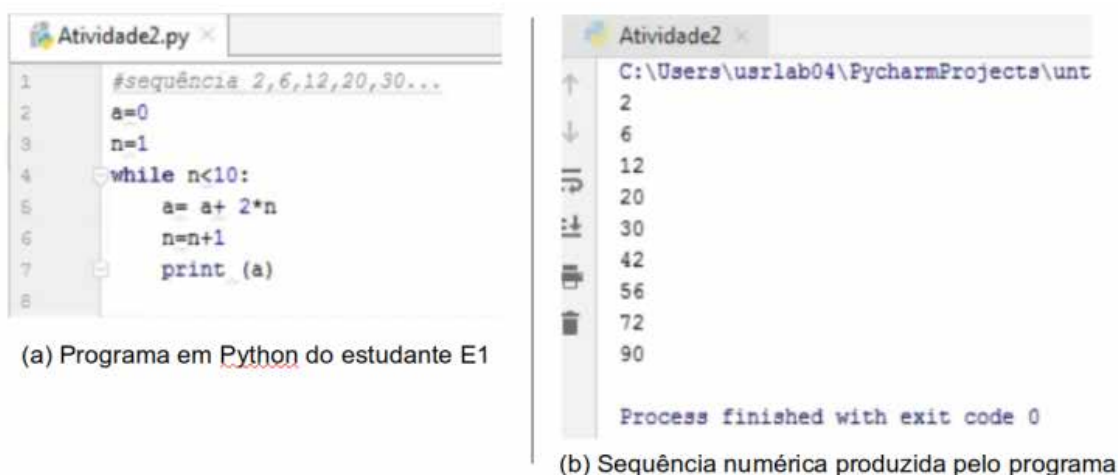 Atividade2.py
1 #sequência 2,6,12,20,30...
2 a=0
3 n=1
4 while n<10:
5 a= a+ 2*n
6 n=n+1
7 print (a)
8
(a) Programa em Python do estudante E1
Atividade2
C:\Users\usrlab04\PycharmProjects\unt
2
6
12
20
30
42
56
72
90
Process finished with exit code 0
(b) Sequência numérica produzida pelo programa